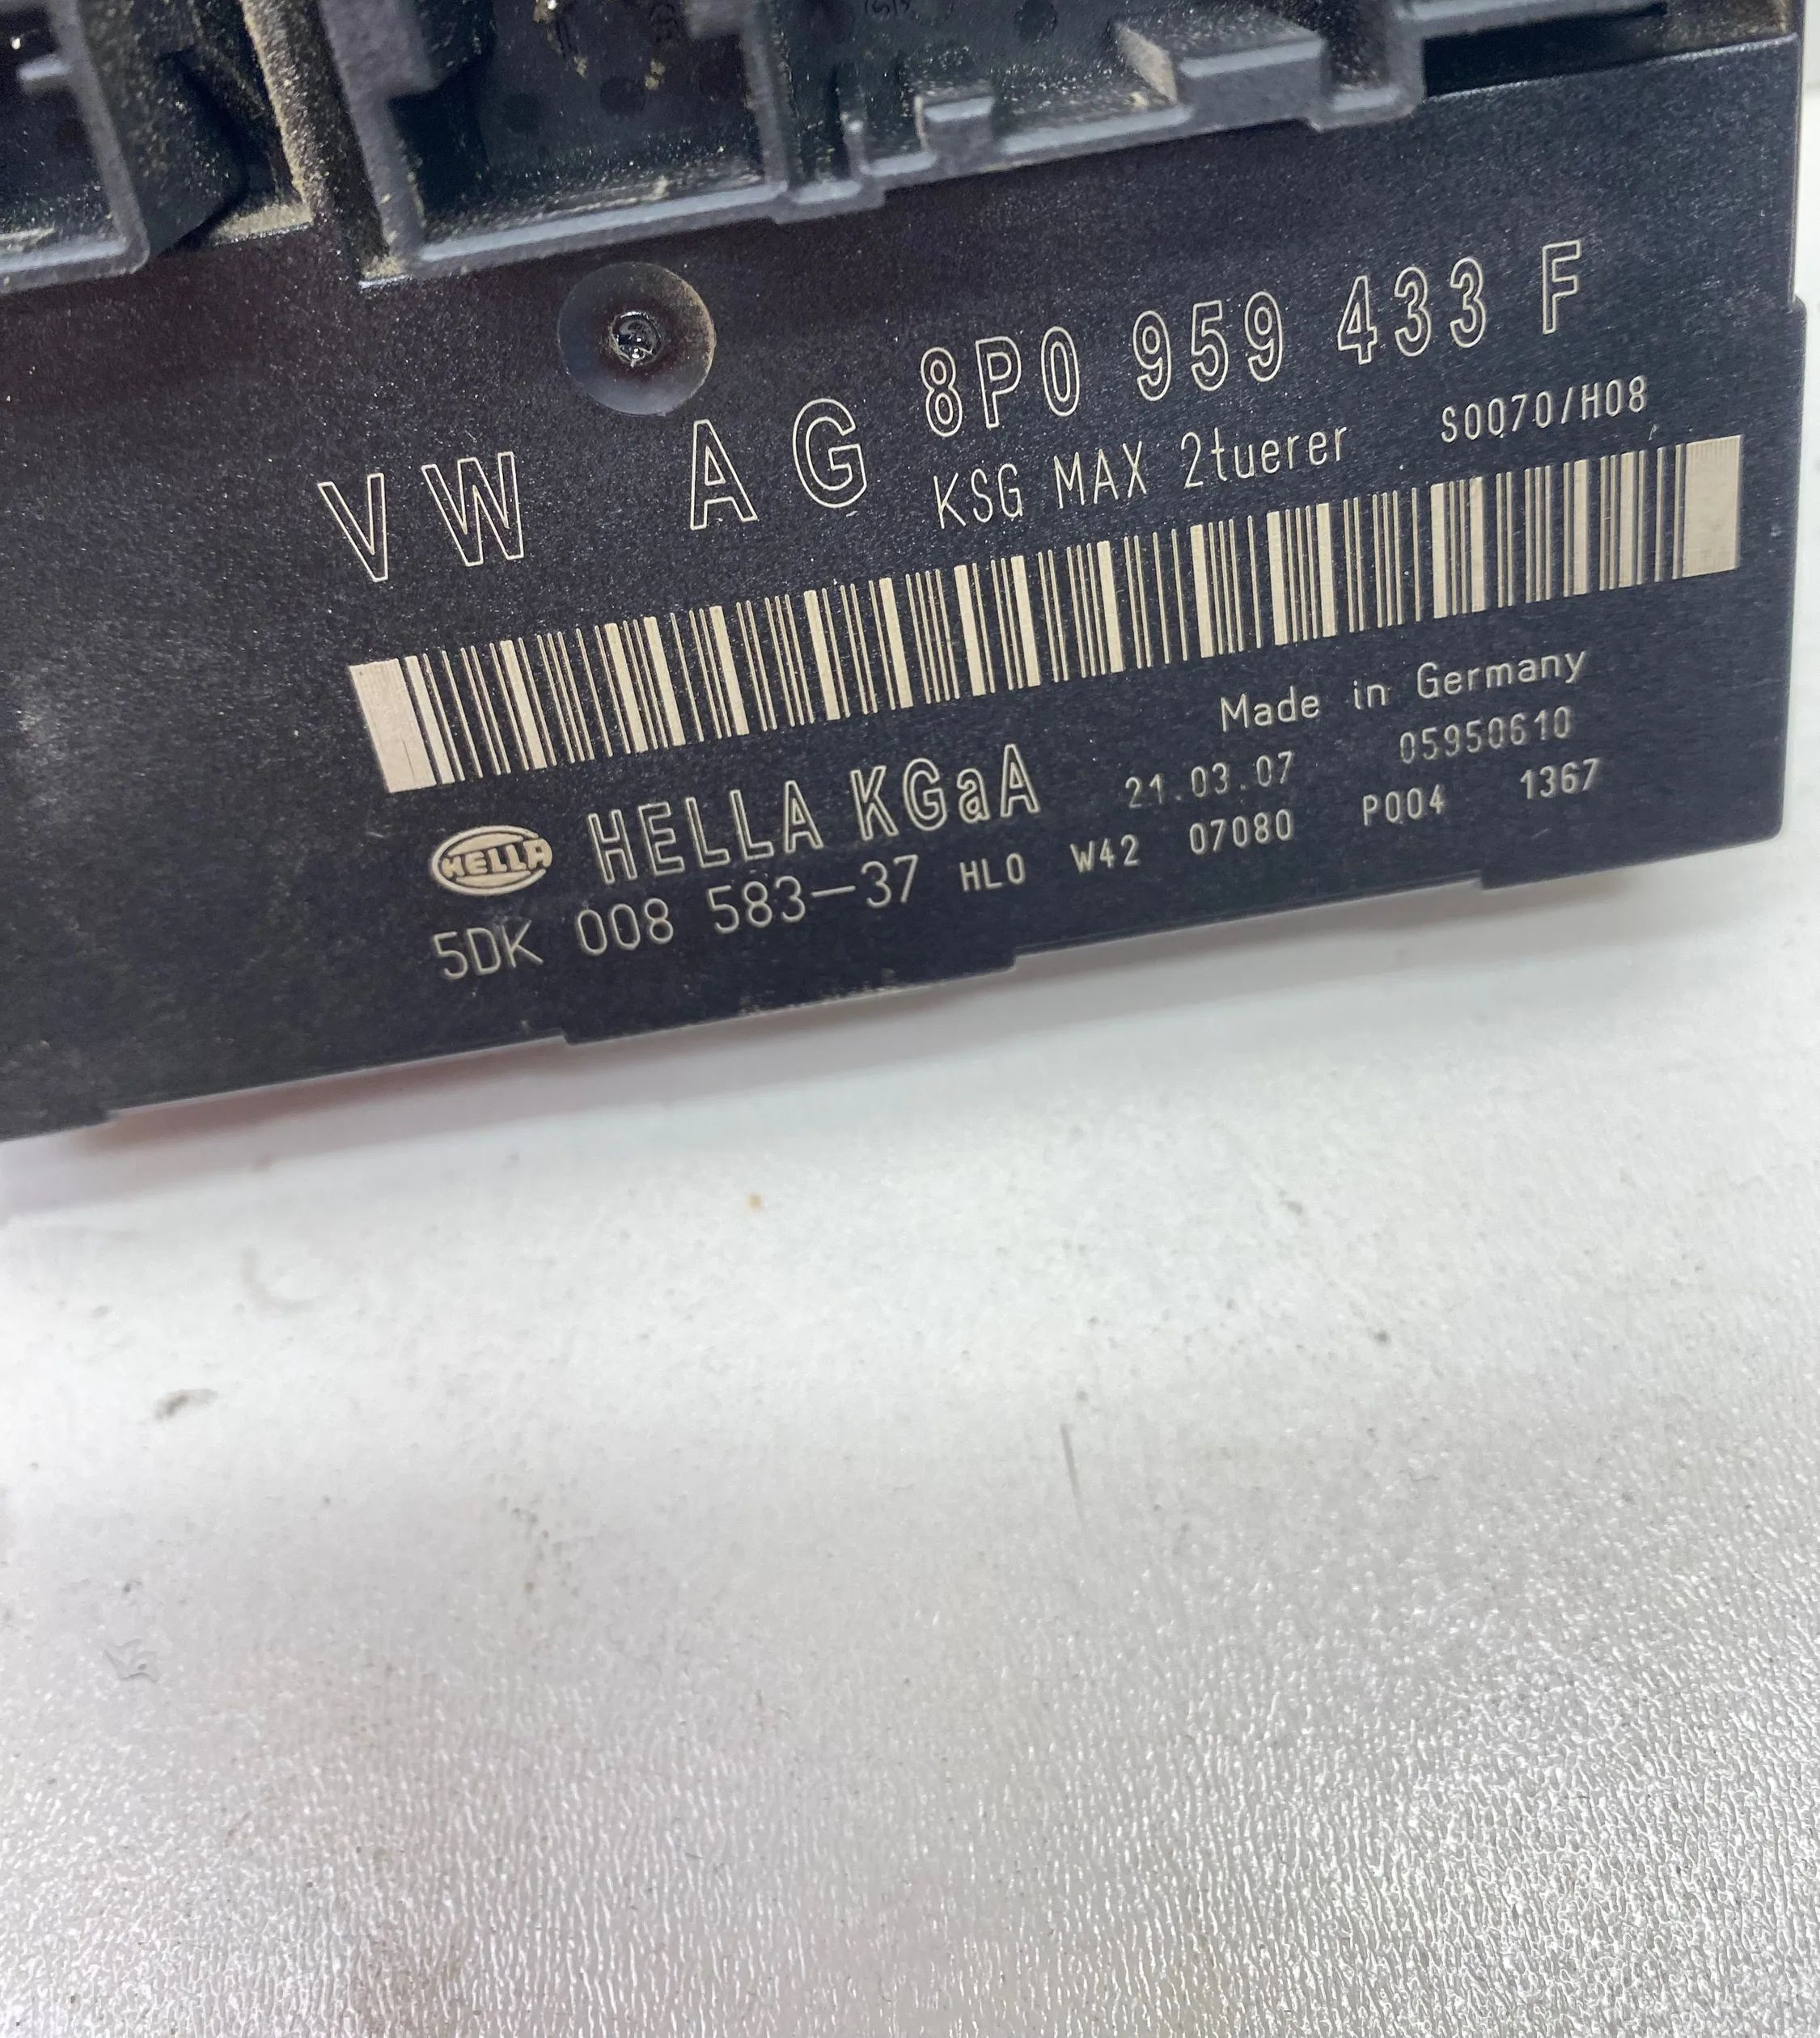 VW AG 8P0 959 433 F
KSG MAX 2tuerer S0070/H08
Made in Germany
HELLA HELLA KGaA 21.03.07 05950610
5DK 008 583-37 HLO W42 07080 P004 1367